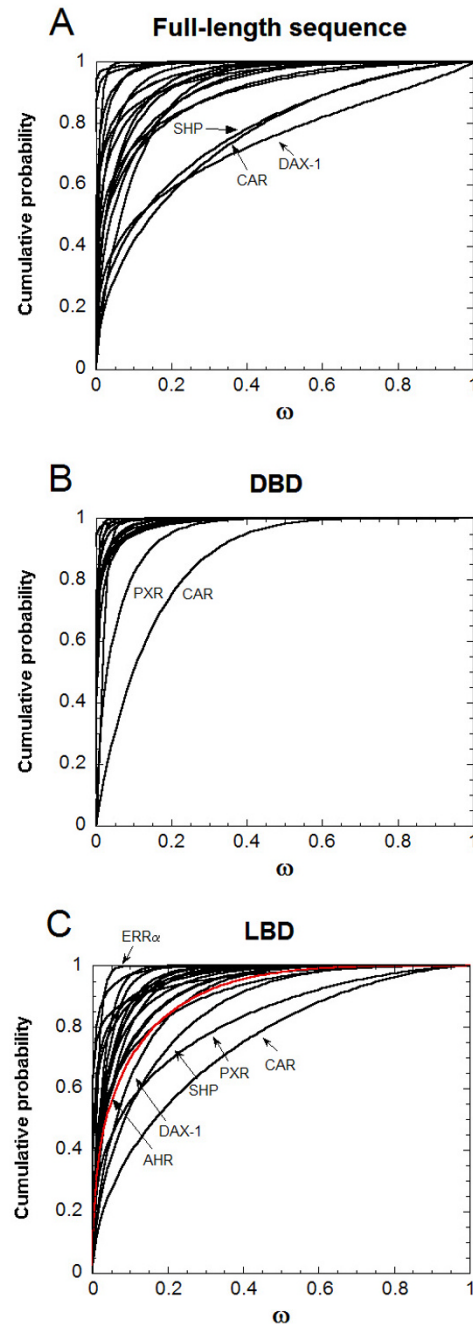 A Full-length sequence
Cumulative probability
1
0.8
0.6
0.4
0.2
0
SHP
CAR
DAX-1
0 0.2 0.4 0.6 0.8 1
ω
B DBD
Cumulative probability
1
0.8
0.6
0.4
0.2
0
PXR CAR
0 0.2 0.4 0.6 0.8 1
ω
C LBD
Cumulative probability
1
0.8
0.6
0.4
0.2
0
ERRα
CAR
PXR
SHP
DAX-1
AHR
0 0.2 0.4 0.6 0.8 1
ω